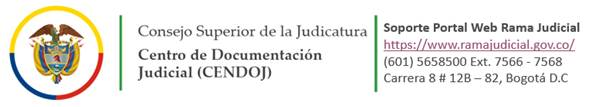 Consejo Superior de la Judicatura
Centro de Documentación
Judicial (CENDOJ)
Soporte Portal Web Rama Judicial
https://www.ramajudicial.gov.co/
(601) 5658500 Ext. 7566 - 7568
Carrera 8 # 12B – 82, Bogotá D.C